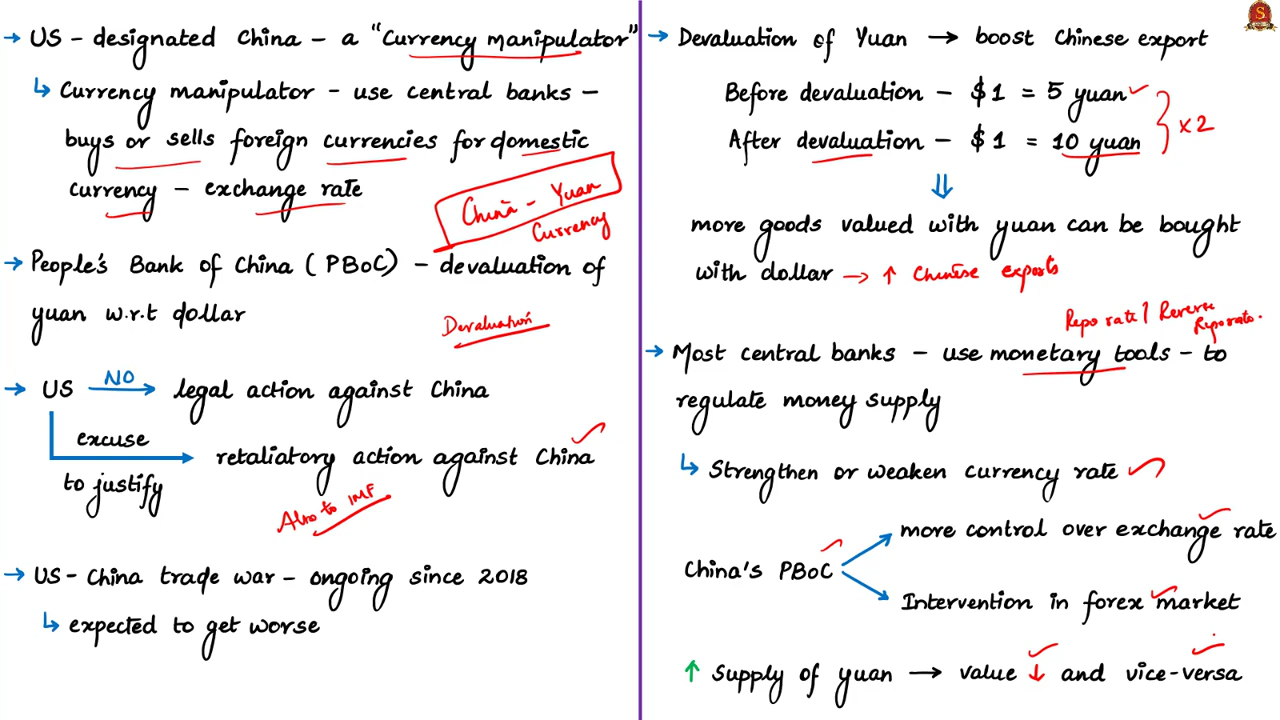 → US - designated China - a "Currency manipulator"
↳ Currency manipulator - use central banks -
buys or sells foreign currencies for domestic
currency - exchange rate
China - Yuan
Currency
→ People's Bank of China (PBoC) - devaluation of
yuan w.r.t dollar
Devaluation
→ US NO → legal action against China
excuse
to justify
retaliatory action against China
Also to IMF
→ US - China trade war - ongoing since 2018
↳ expected to get worse
→ Devaluation of Yuan → boost Chinese export
Before devaluation - $1 = 5 yuan
After devaluation - $1 = 10 yuan
x2
⇓
more goods valued with yuan can be bought
with dollar → ↑ Chinese exports
Repo rate / Reverse
Repo rate.
→ Most central banks - use monetary tools - to
regulate money supply
↳ Strengthen or weaken currency rate
China's PBoC
more control over exchange rate
Intervention in forex market
↑ Supply of yuan → value ↓ and vice-versa
S